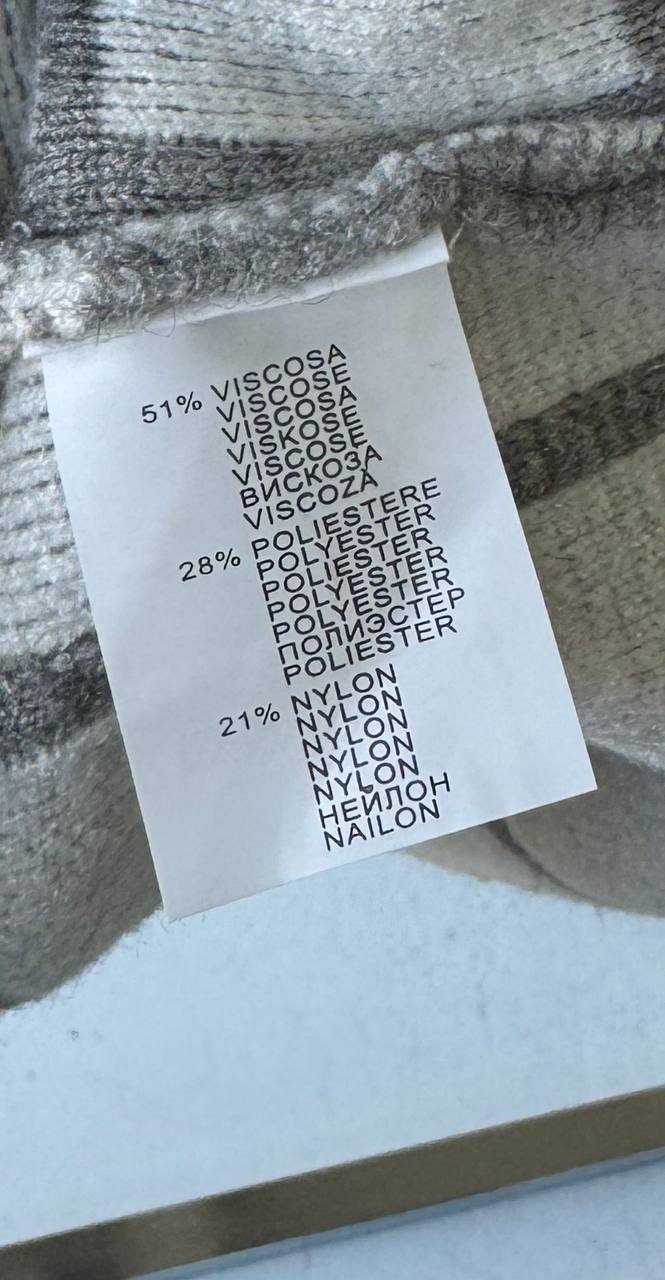 51% VISCOSA
VISCOSE
VISCOSA
VISKOSE
VISCOSE
ВИСКОЗА
VISCOZA
28% POLIESTERE
POLYESTER
POLIESTER
POLYESTER
POLYESTER
ПОЛИЭСТЕР
POLIESTER
21% NYLON
NYLON
NYLON
NYLON
NYLON
НЕИЛОН
NAILON